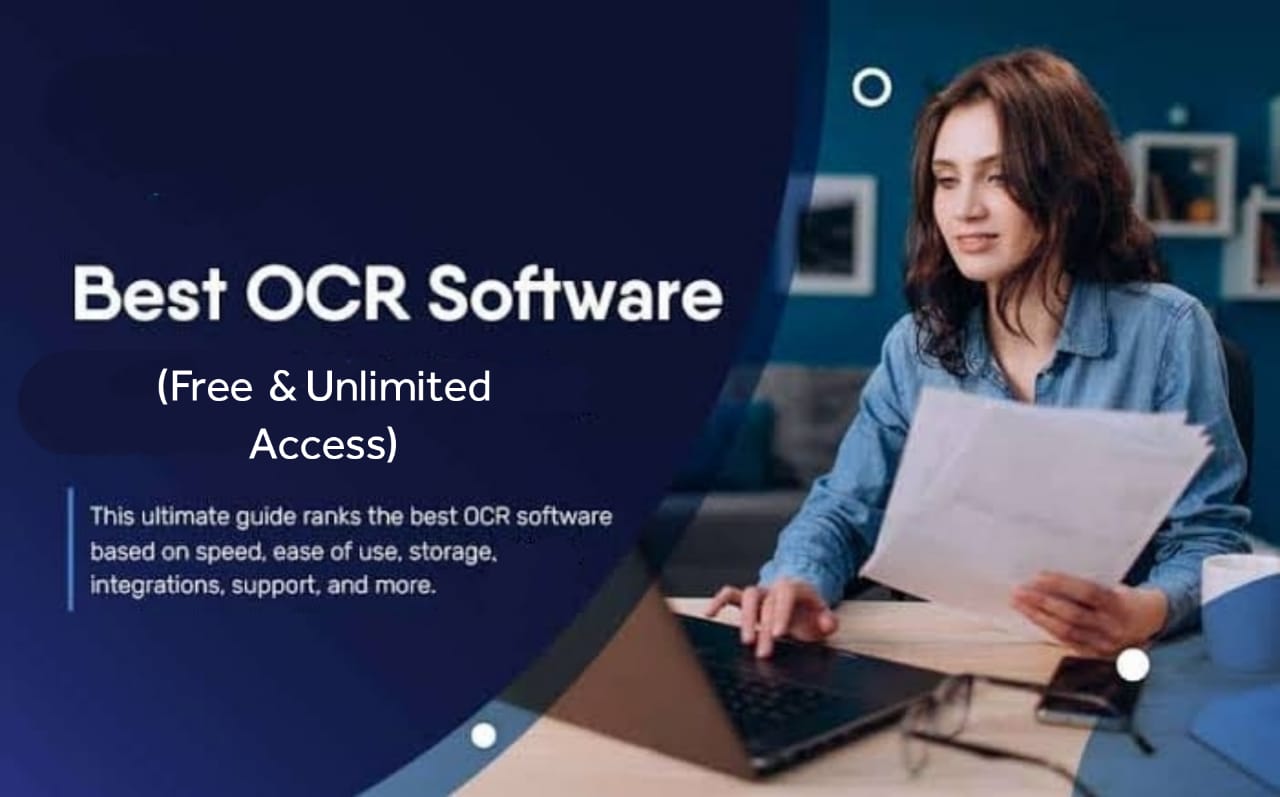 Best OCR Software
(Free & Unlimited
Access)
This ultimate guide ranks the best OCR software
based on speed, ease of use, storage,
integrations, support, and more.